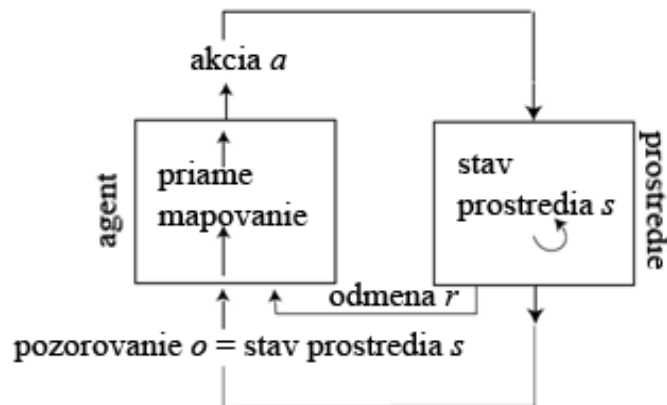 akcia a
agent
priame
mapovanie
stav
prostredia s
prostredie
odmena r
pozorovanie o = stav prostredia s